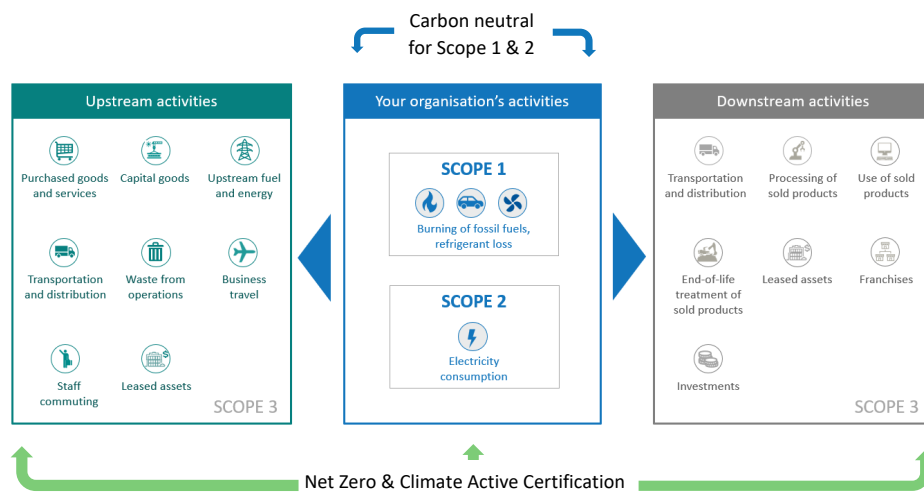 Carbon neutral
for Scope 1 & 2
Upstream activities
Purchased goods
and services
Capital goods
Upstream fuel
and energy
Transportation
and distribution
Waste from
operations
Business
travel
Staff
commuting
Leased assets
SCOPE 3
Your organisation's activities
SCOPE 1
Burning of fossil fuels,
refrigerant loss
SCOPE 2
Electricity
consumption
Downstream activities
Transportation
and distribution
Processing of
sold products
Use of sold
products
End-of-life
treatment of
sold products
Leased assets
Franchises
Investments
SCOPE 3
Net Zero & Climate Active Certification